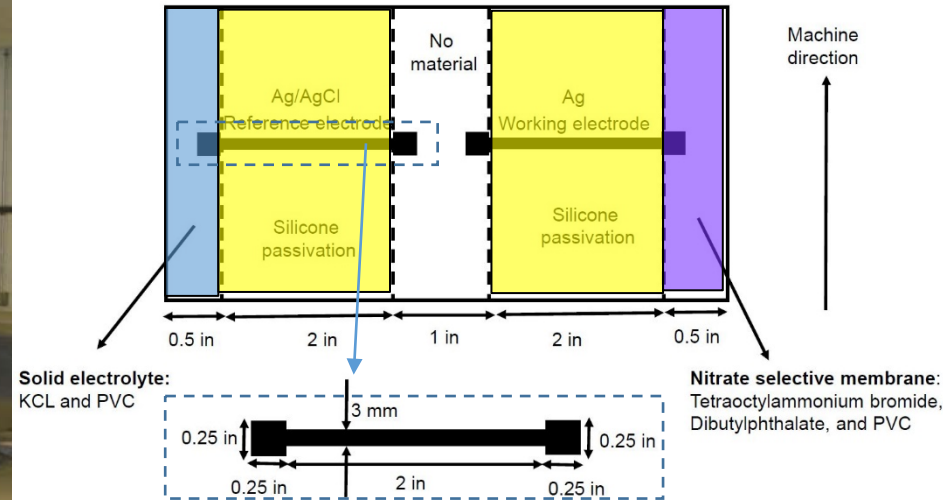 No
material
Machine
direction
Ag/AgCl
Reference electrode
Ag
Working electrode
Silicone
passivation
Silicone
passivation
0.5 in
2 in
1 in
2 in
0.5 in
Solid electrolyte:
KCL and PVC
Nitrate selective membrane:
Tetraoctylammonium bromide,
Dibutylphthalate, and PVC
3 mm
0.25 in
0.25 in
0.25 in
2 in
0.25 in